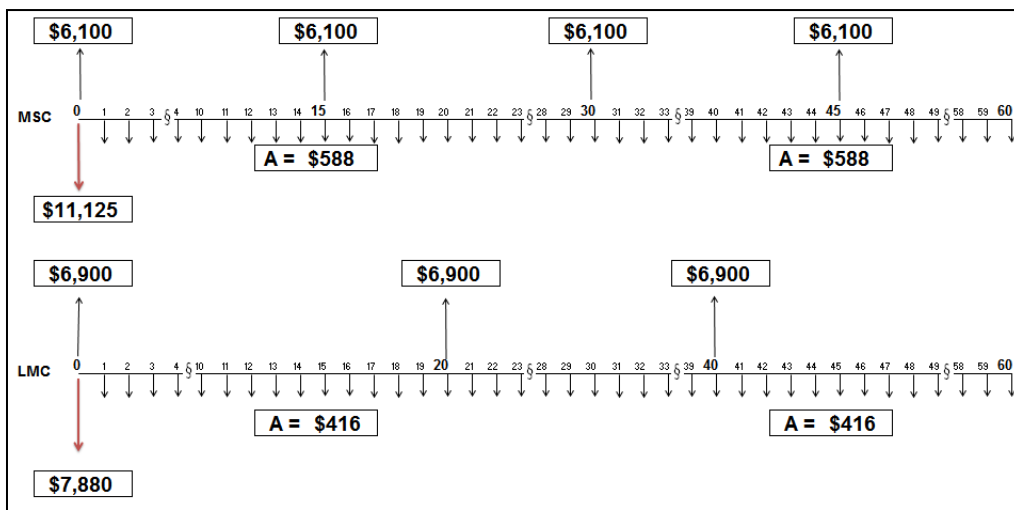 $6,100 $6,100 $6,100 $6,100
0 1 2 3 § 4 10 11 12 13 14 15 16 17 18 19 20 21 22 23 § 28 29 30 31 32 33 § 39 40 41 42 43 44 45 46 47 48 49 § 58 59 60
MSC
A = $588 A = $588
$11,125
$6,900 $6,900 $6,900
0 1 2 3 4 § 10 11 12 13 14 15 16 17 18 19 20 21 22 23 § 28 29 30 31 32 33 § 39 40 41 42 43 44 45 46 47 48 49 § 58 59 60
LMC
A = $416 A = $416
$7,880